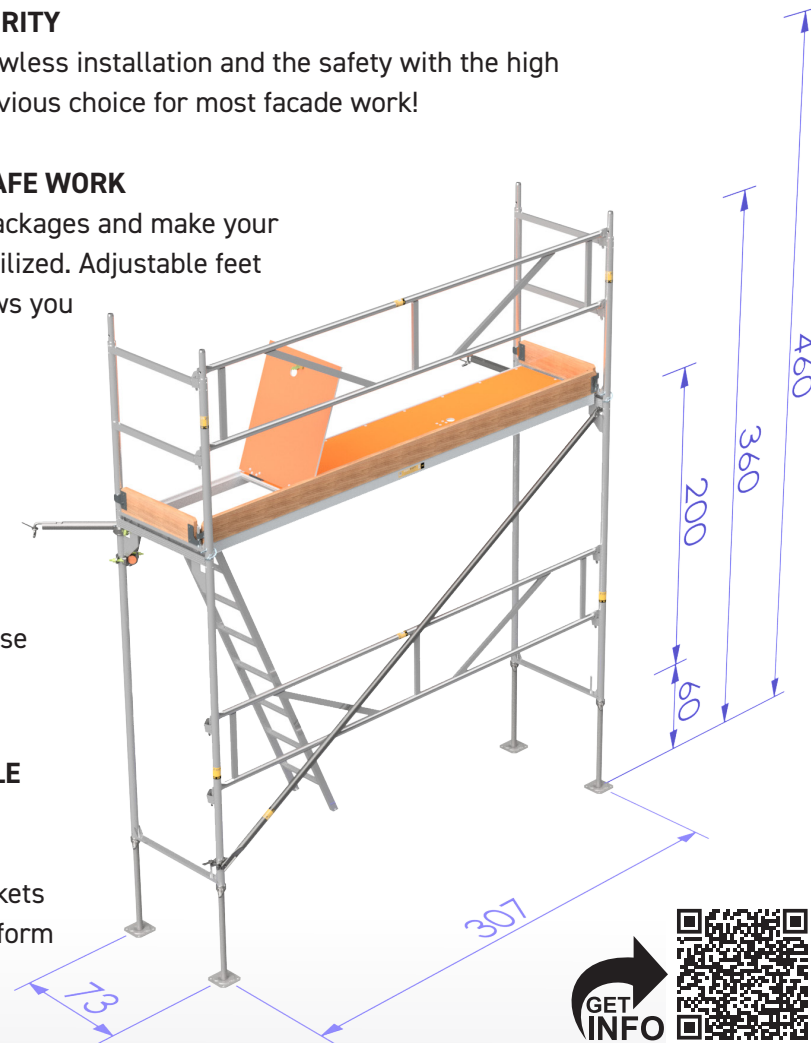 RITY
wless installation and the safety with the high
vious choice for most facade work!
AFE WORK
ackages and make your
ilized. Adjustable feet
ws you
se
LE
kets
form
460
360
200
60
307
73
GET
INFO